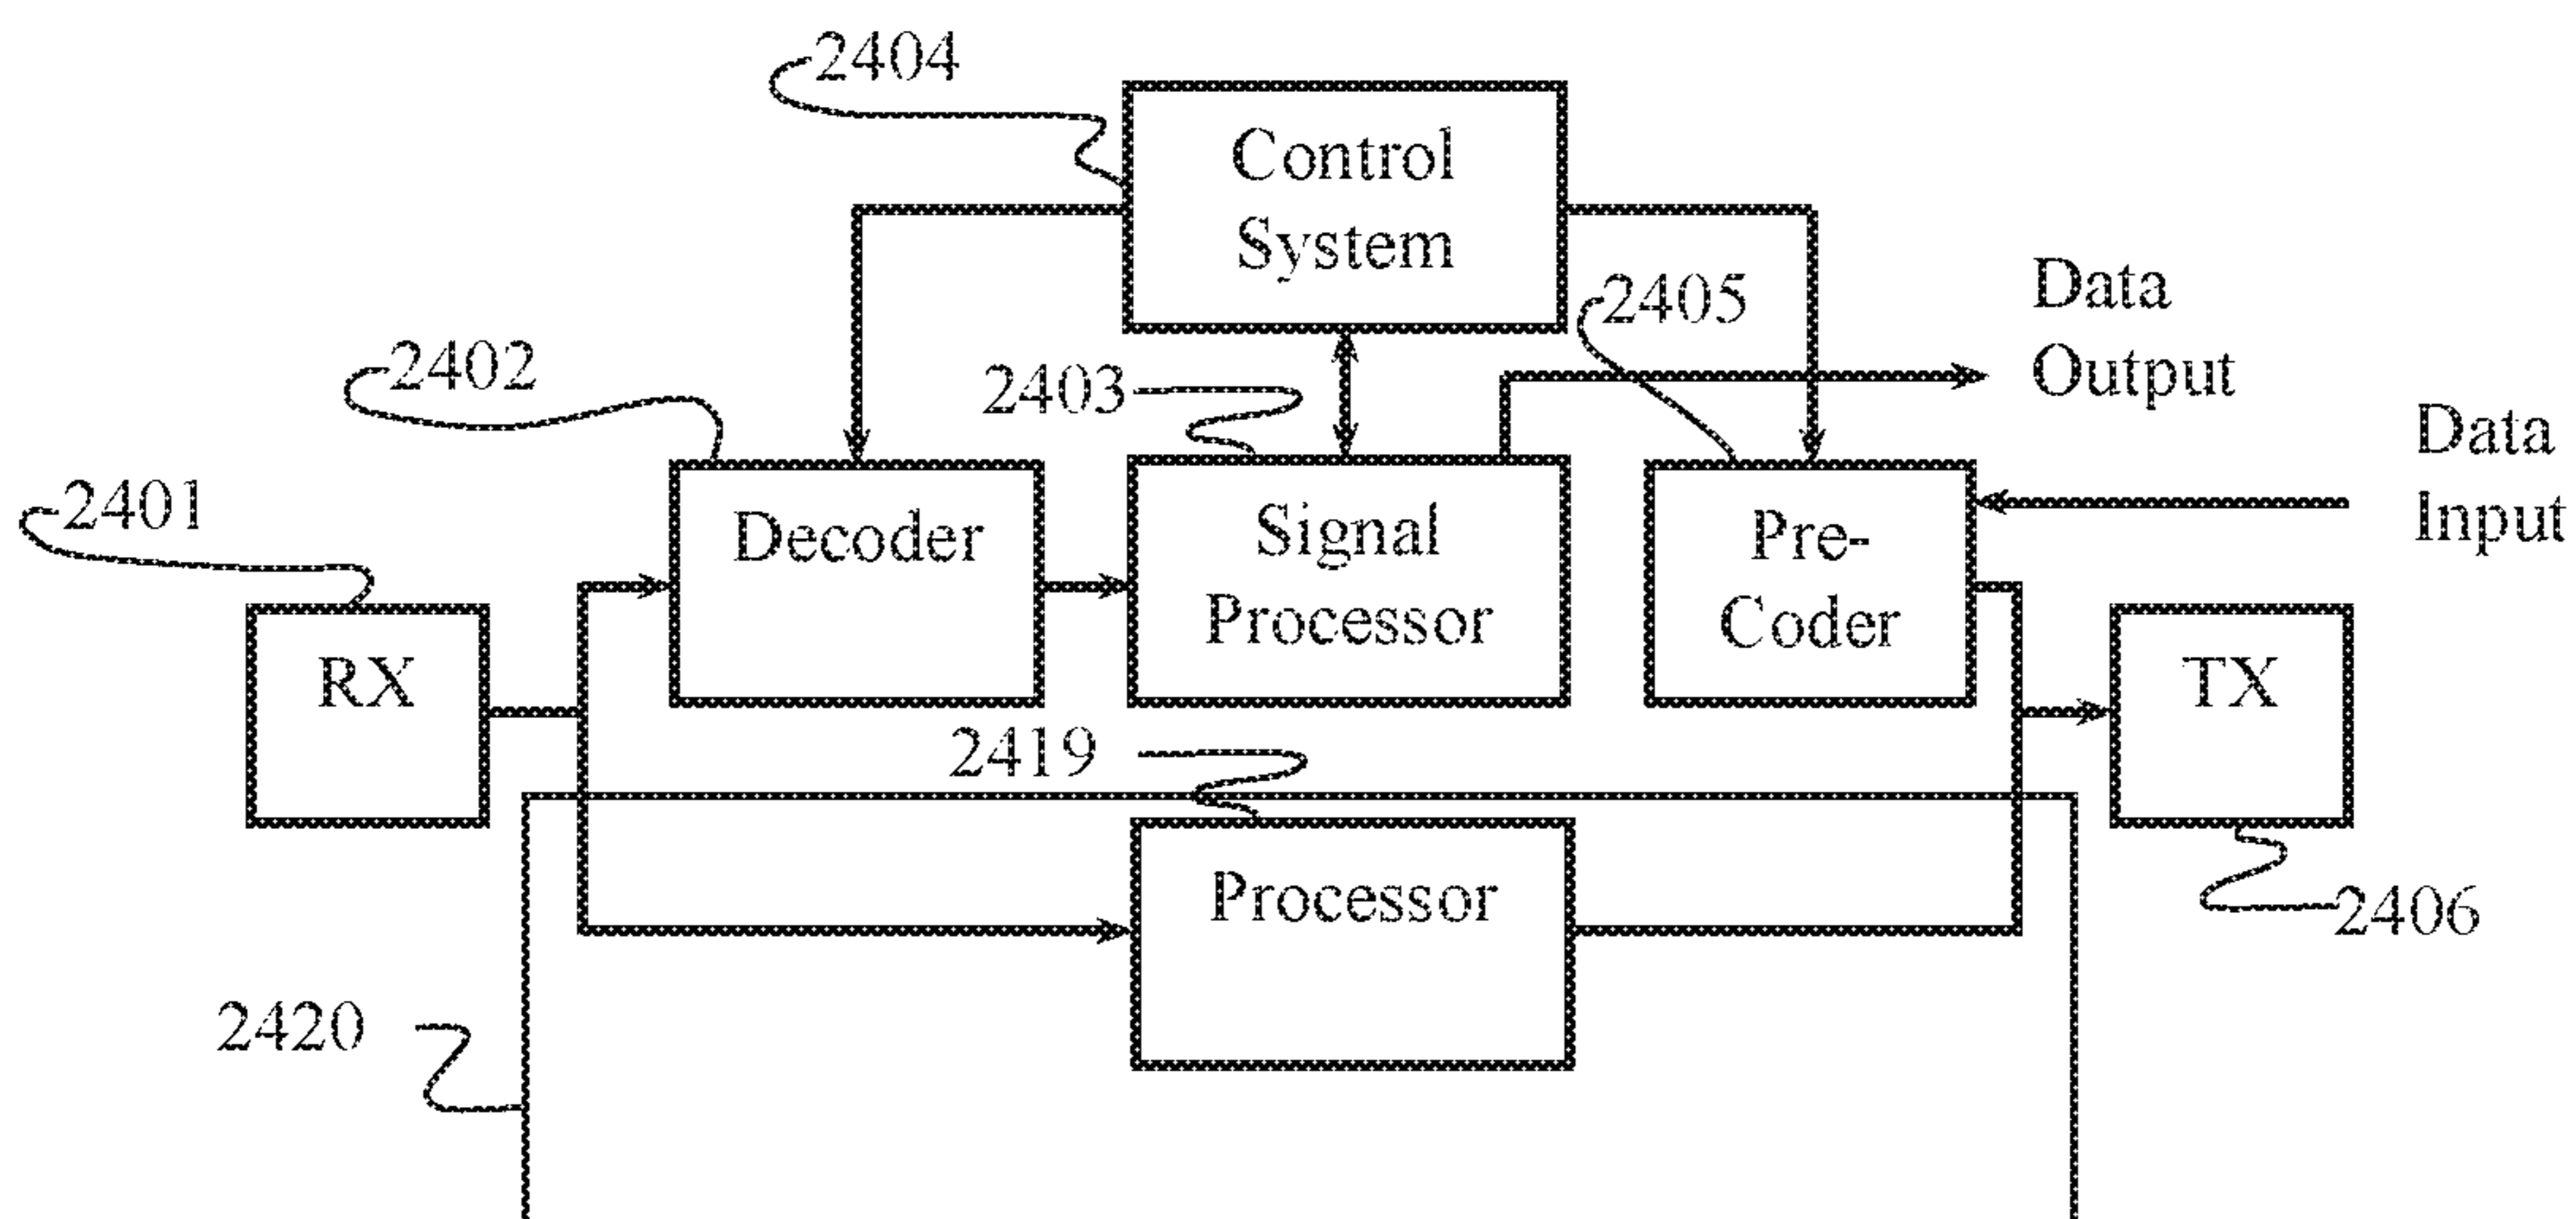 2404
Control
System
2405
Data
Output
2402
2403
Data
Input
2401
Decoder
Signal
Processor
Pre-
Coder
RX
TX
2419
Processor
2406
2420